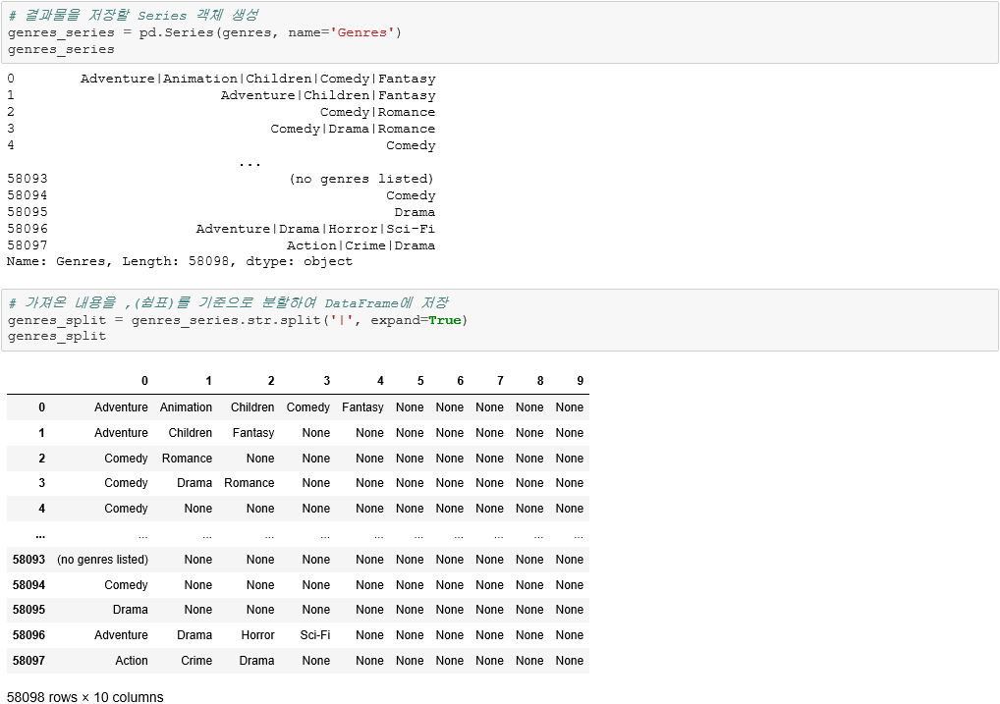 # 결과물을 저장할 Series 객체 생성
genres_series = pd.Series(genres, name='Genres')
genres_series
0 Adventure|Animation|Children|Comedy|Fantasy
1 Adventure|Children|Fantasy
2 Comedy|Romance
3 Comedy|Drama|Romance
4 Comedy
...
58093 (no genres listed)
58094 Comedy
58095 Drama
58096 Adventure|Drama|Horror|Sci-Fi
58097 Action|Crime|Drama
Name: Genres, Length: 58098, dtype: object
# 가져온 내용을 ,(쉼표)를 기준으로 분할하여 DataFrame에 저장
genres_split = genres_series.str.split('|', expand=True)
genres_split
0 1 2 3 4 5 6 7 8 9
0 Adventure Animation Children Comedy Fantasy None None None None None
1 Adventure Children Fantasy None None None None None None None
2 Comedy Romance None None None None None None None None
3 Comedy Drama Romance None None None None None None None
4 Comedy None None None None None None None None None
... ... ... ... ... ... ... ... ... ... ...
58093 (no genres listed) None None None None None None None None None
58094 Comedy None None None None None None None None None
58095 Drama None None None None None None None None None
58096 Adventure Drama Horror Sci-Fi None None None None None None
58097 Action Crime Drama None None None None None None None
58098 rows × 10 columns